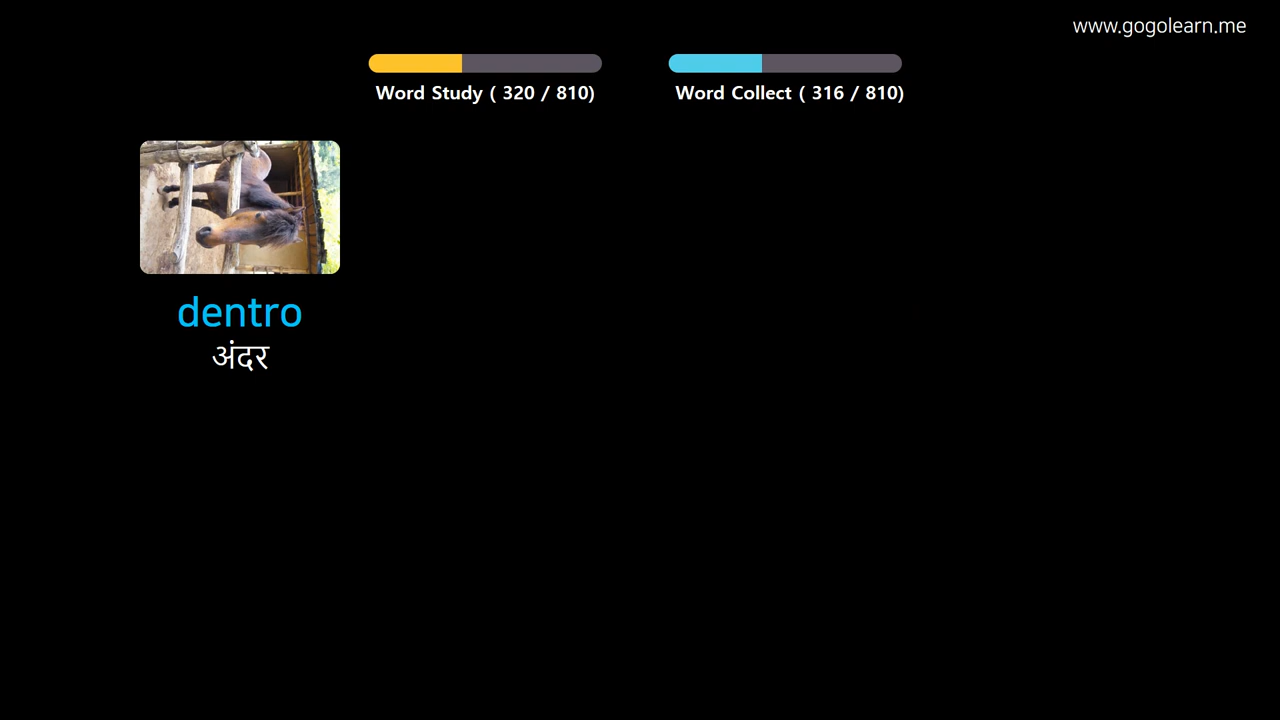 www.gogolearn.me
Word Study ( 320 / 810)
Word Collect ( 316 / 810)
dentro
अंदर